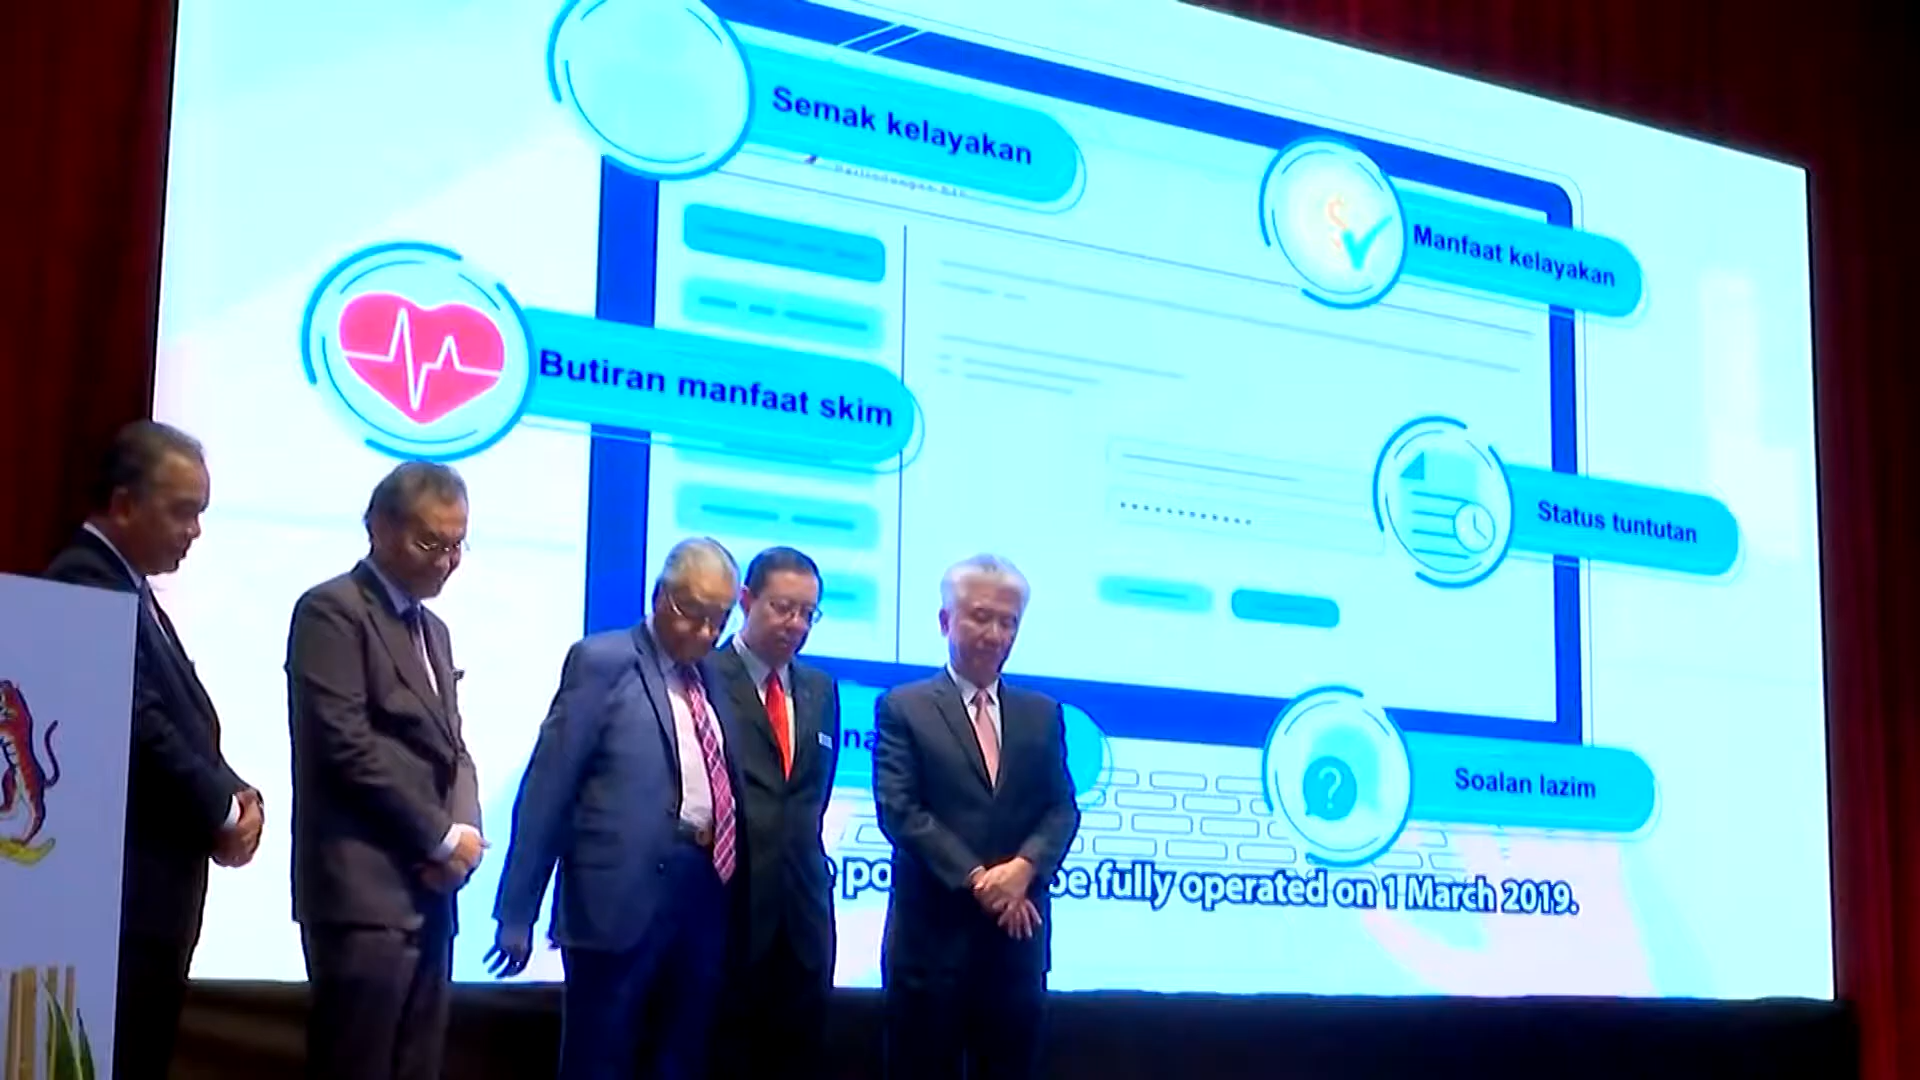 Semak kelayakan
Manfaat kelayakan
Butiran manfaat skim
Status tuntutan
Soalan lazim
be fully operated on 1 March 2019.